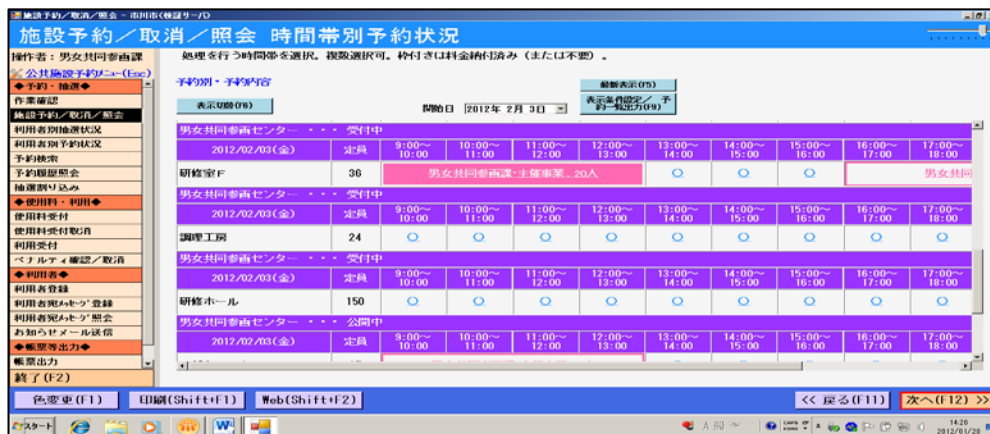 施設予約/取消/照会 - 市川市(検証サーバ)
施設予約/取消/照会 時間帯別予約状況
操作者：男女共同参画課
処理を行う時間帯を選択。複数選択可。枠付きは料金納付済み（または不要）。
公共施設予約メニュー(Esc)
◆予約・抽選◆
作業確認
施設予約/取消/照会
利用者別抽選状況
利用者別予約状況
予約検索
予約履歴照会
抽選割り込み
◆使用料・利用◆
使用料受付
使用料受付取消
利用受付
ペナルティ確認/取消
◆利用者◆
利用者登録
利用者宛メッセージ登録
利用者宛メッセージ照会
お知らせメール送信
◆帳票等出力◆
帳票出力
終了(F2)
予約別・予約内容
最新表示(F5)
表示切替(F6)
開始日 2012年 2月 3日
表示条件設定/ 予約一覧出力(F9)
男女共同参画センター ・・・ 受付中
2012/02/03(金) 定員 9:00～10:00 10:00～11:00 11:00～12:00 12:00～13:00 13:00～14:00 14:00～15:00 15:00～16:00 16:00～17:00 17:00～18:00
研修室F 36 男女共同参画課・主催事業、20人 ○ ○ ○ 男女共同
男女共同参画センター ・・・ 受付中
2012/02/03(金) 定員 9:00～10:00 10:00～11:00 11:00～12:00 12:00～13:00 13:00～14:00 14:00～15:00 15:00～16:00 16:00～17:00 17:00～18:00
調理工房 24 ○ ○ ○ ○ ○ ○ ○ ○ ○
男女共同参画センター ・・・ 受付中
2012/02/03(金) 定員 9:00～10:00 10:00～11:00 11:00～12:00 12:00～13:00 13:00～14:00 14:00～15:00 15:00～16:00 16:00～17:00 17:00～18:00
研修ホール 150 ○ ○ ○ ○ ○ ○ ○ ○ ○
男女共同参画センター ・・・ 公開中
2012/02/03(金) 定員 9:00～10:00 10:00～11:00 11:00～12:00 12:00～13:00 13:00～14:00 14:00～15:00 15:00～16:00 16:00～17:00 17:00～18:00
色変更(F1) 印刷(Shift+F1) Web(Shift+F2) << 戻る(F11) 次へ(F12) >>
スタート A 般 CAPS 14:26
2012/01/20